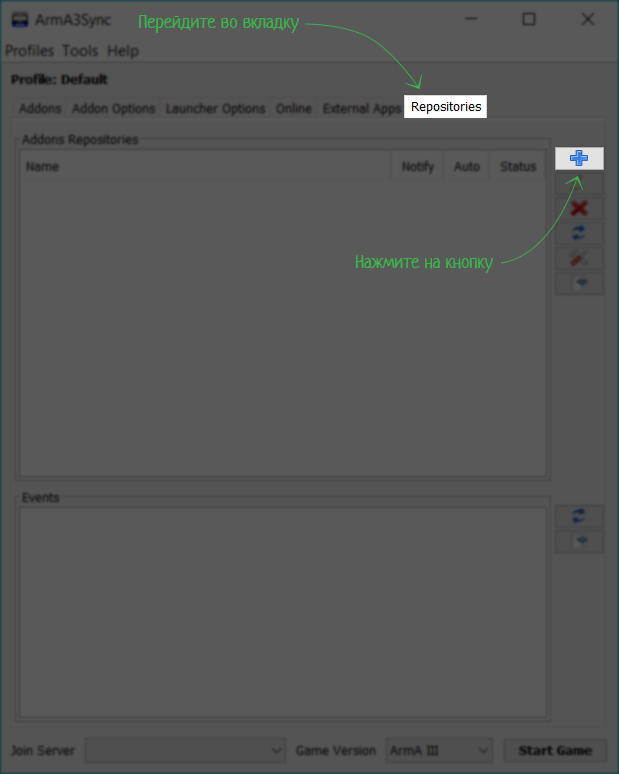 ArmA3Sync
Перейдите во вкладку
Profiles Tools Help
Profile: Default
Addons Addon Options Launcher Options Online External Apps Repositories
Addons Repositories
Name Notify Auto Status
Нажмите на кнопку
Events
Join Server Game Version ArmA III Start Game